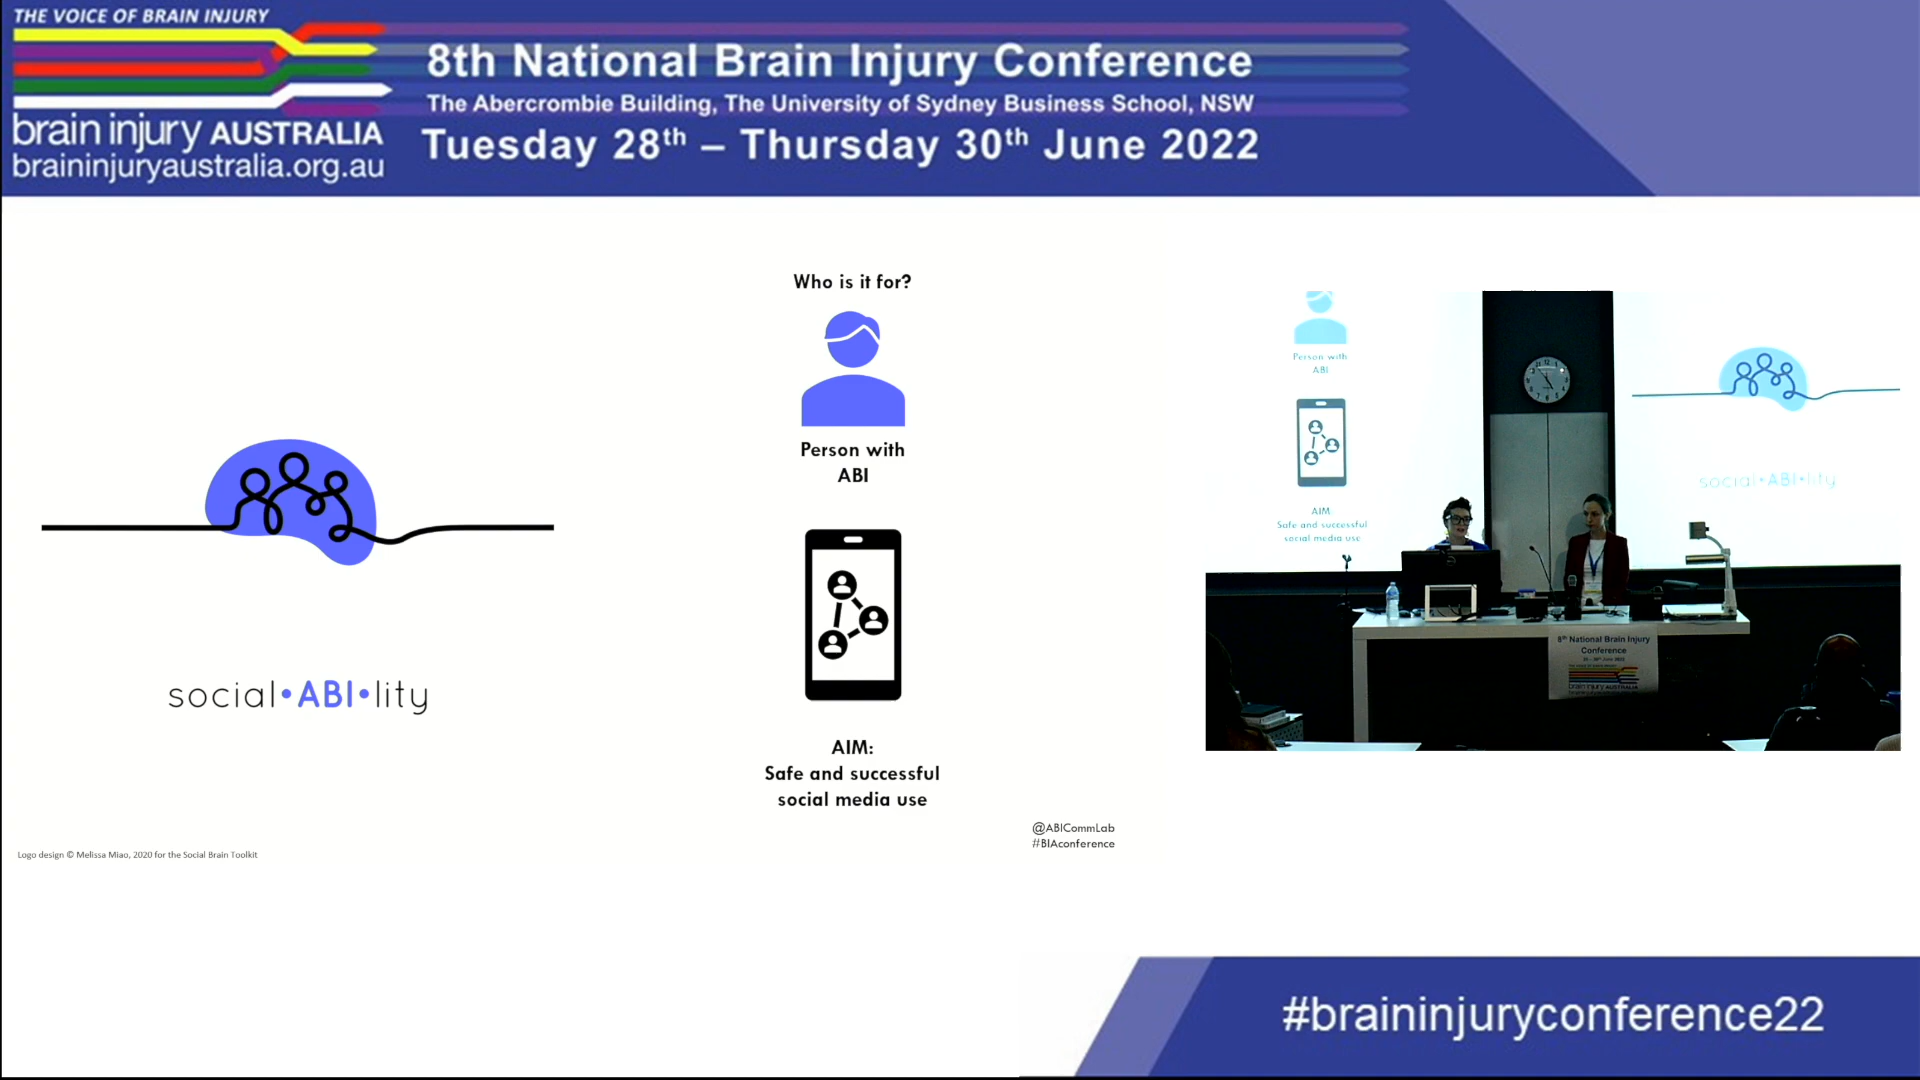 THE VOICE OF BRAIN INJURY
brain injury AUSTRALIA
braininjuryaustralia.org.au
8th National Brain Injury Conference
The Abercrombie Building, The University of Sydney Business School, NSW
Tuesday 28th – Thursday 30th June 2022
social•ABI•lity
Logo design © Melissa Miao, 2020 for the Social Brain Toolkit
Who is it for?
Person with
ABI
AIM:
Safe and successful
social media use
@ABICommLab
#BIAconference
Person with
ABI
AIM:
Safe and successful
social media use
social•ABI•lity
8th National Brain Injury
Conference
brain injury AUSTRALIA
#braininjuryconference22